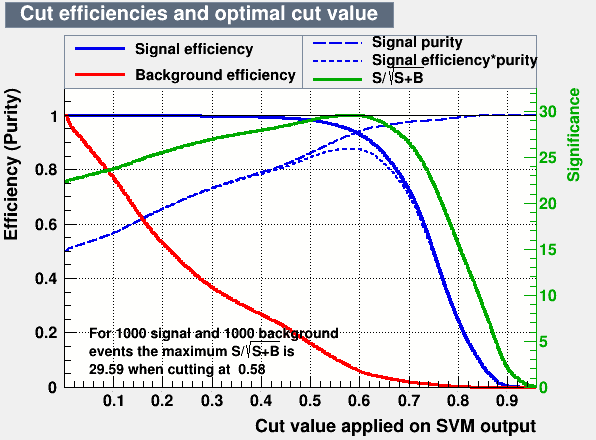 Cut efficiencies and optimal cut value
Signal efficiency
Background efficiency
Signal purity
Signal efficiency*purity
S/√S+B
Efficiency (Purity)
1
0.8
0.6
0.4
0.2
0
Significance
30
25
20
15
10
5
0
For 1000 signal and 1000 background
events the maximum S/√S+B is
29.59 when cutting at 0.58
0.1 0.2 0.3 0.4 0.5 0.6 0.7 0.8 0.9
Cut value applied on SVM output